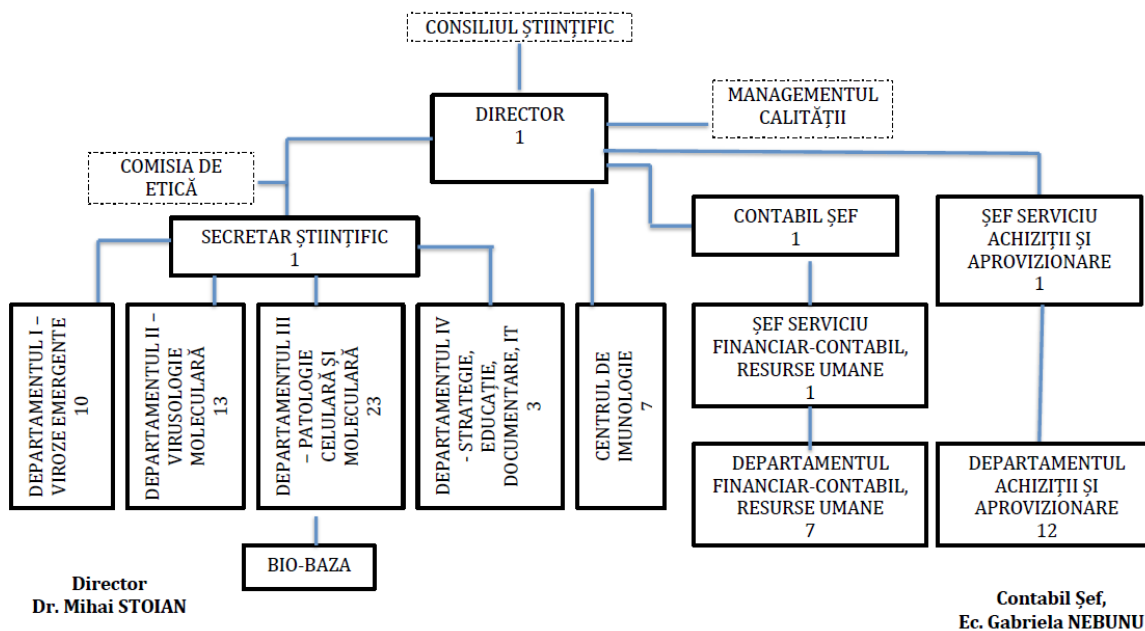 CONSILIUL ȘTIINȚIFIC
DIRECTOR
1
MANAGEMENTUL
CALITĂȚII
COMISIA DE
ETICĂ
SECRETAR ȘTIINȚIFIC
1
CONTABIL ȘEF
1
ȘEF SERVICIU
ACHIZIȚII ȘI
APROVIZIONARE
1
DEPARTAMENTUL I –
VIROZE EMERGENTE
10
DEPARTAMENTUL II –
VIRUSOLOGIE
MOLECULARĂ
13
DEPARTAMENTUL III
– PATOLOGIE
CELULARĂ ȘI
MOLECULARĂ
23
DEPARTAMENTUL IV
- STRATEGIE,
EDUCAȚIE,
DOCUMENTARE, IT
3
CENTRUL DE
IMUNOLOGIE
7
ȘEF SERVICIU
FINANCIAR-CONTABIL,
RESURSE UMANE
1
DEPARTAMENTUL
FINANCIAR-CONTABIL,
RESURSE UMANE
7
DEPARTAMENTUL
ACHIZIȚII ȘI
APROVIZIONARE
12
BIO-BAZA
Director
Dr. Mihai STOIAN
Contabil Șef,
Ec. Gabriela NEBUNU